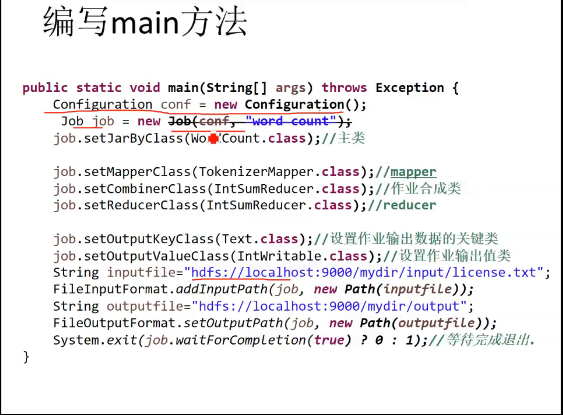 编写main方法
public static void main(String[] args) throws Exception {
Configuration conf = new Configuration();
Job job = new Job(conf, "word count");
job.setJarByClass(WordCount.class);//主类
job.setMapperClass(TokenizerMapper.class);//mapper
job.setCombinerClass(IntSumReducer.class);//作业合成类
job.setReducerClass(IntSumReducer.class);//reducer
job.setOutputKeyClass(Text.class);//设置作业输出数据的关键类
job.setOutputValueClass(IntWritable.class);//设置作业输出值类
String inputfile="hdfs://localhost:9000/mydir/input/license.txt";
FileInputFormat.addInputPath(job, new Path(inputfile));
String outputfile="hdfs://localhost:9000/mydir/output";
FileOutputFormat.setOutputPath(job, new Path(outputfile));
System.exit(job.waitForCompletion(true) ? 0 : 1);//等待完成退出.
}